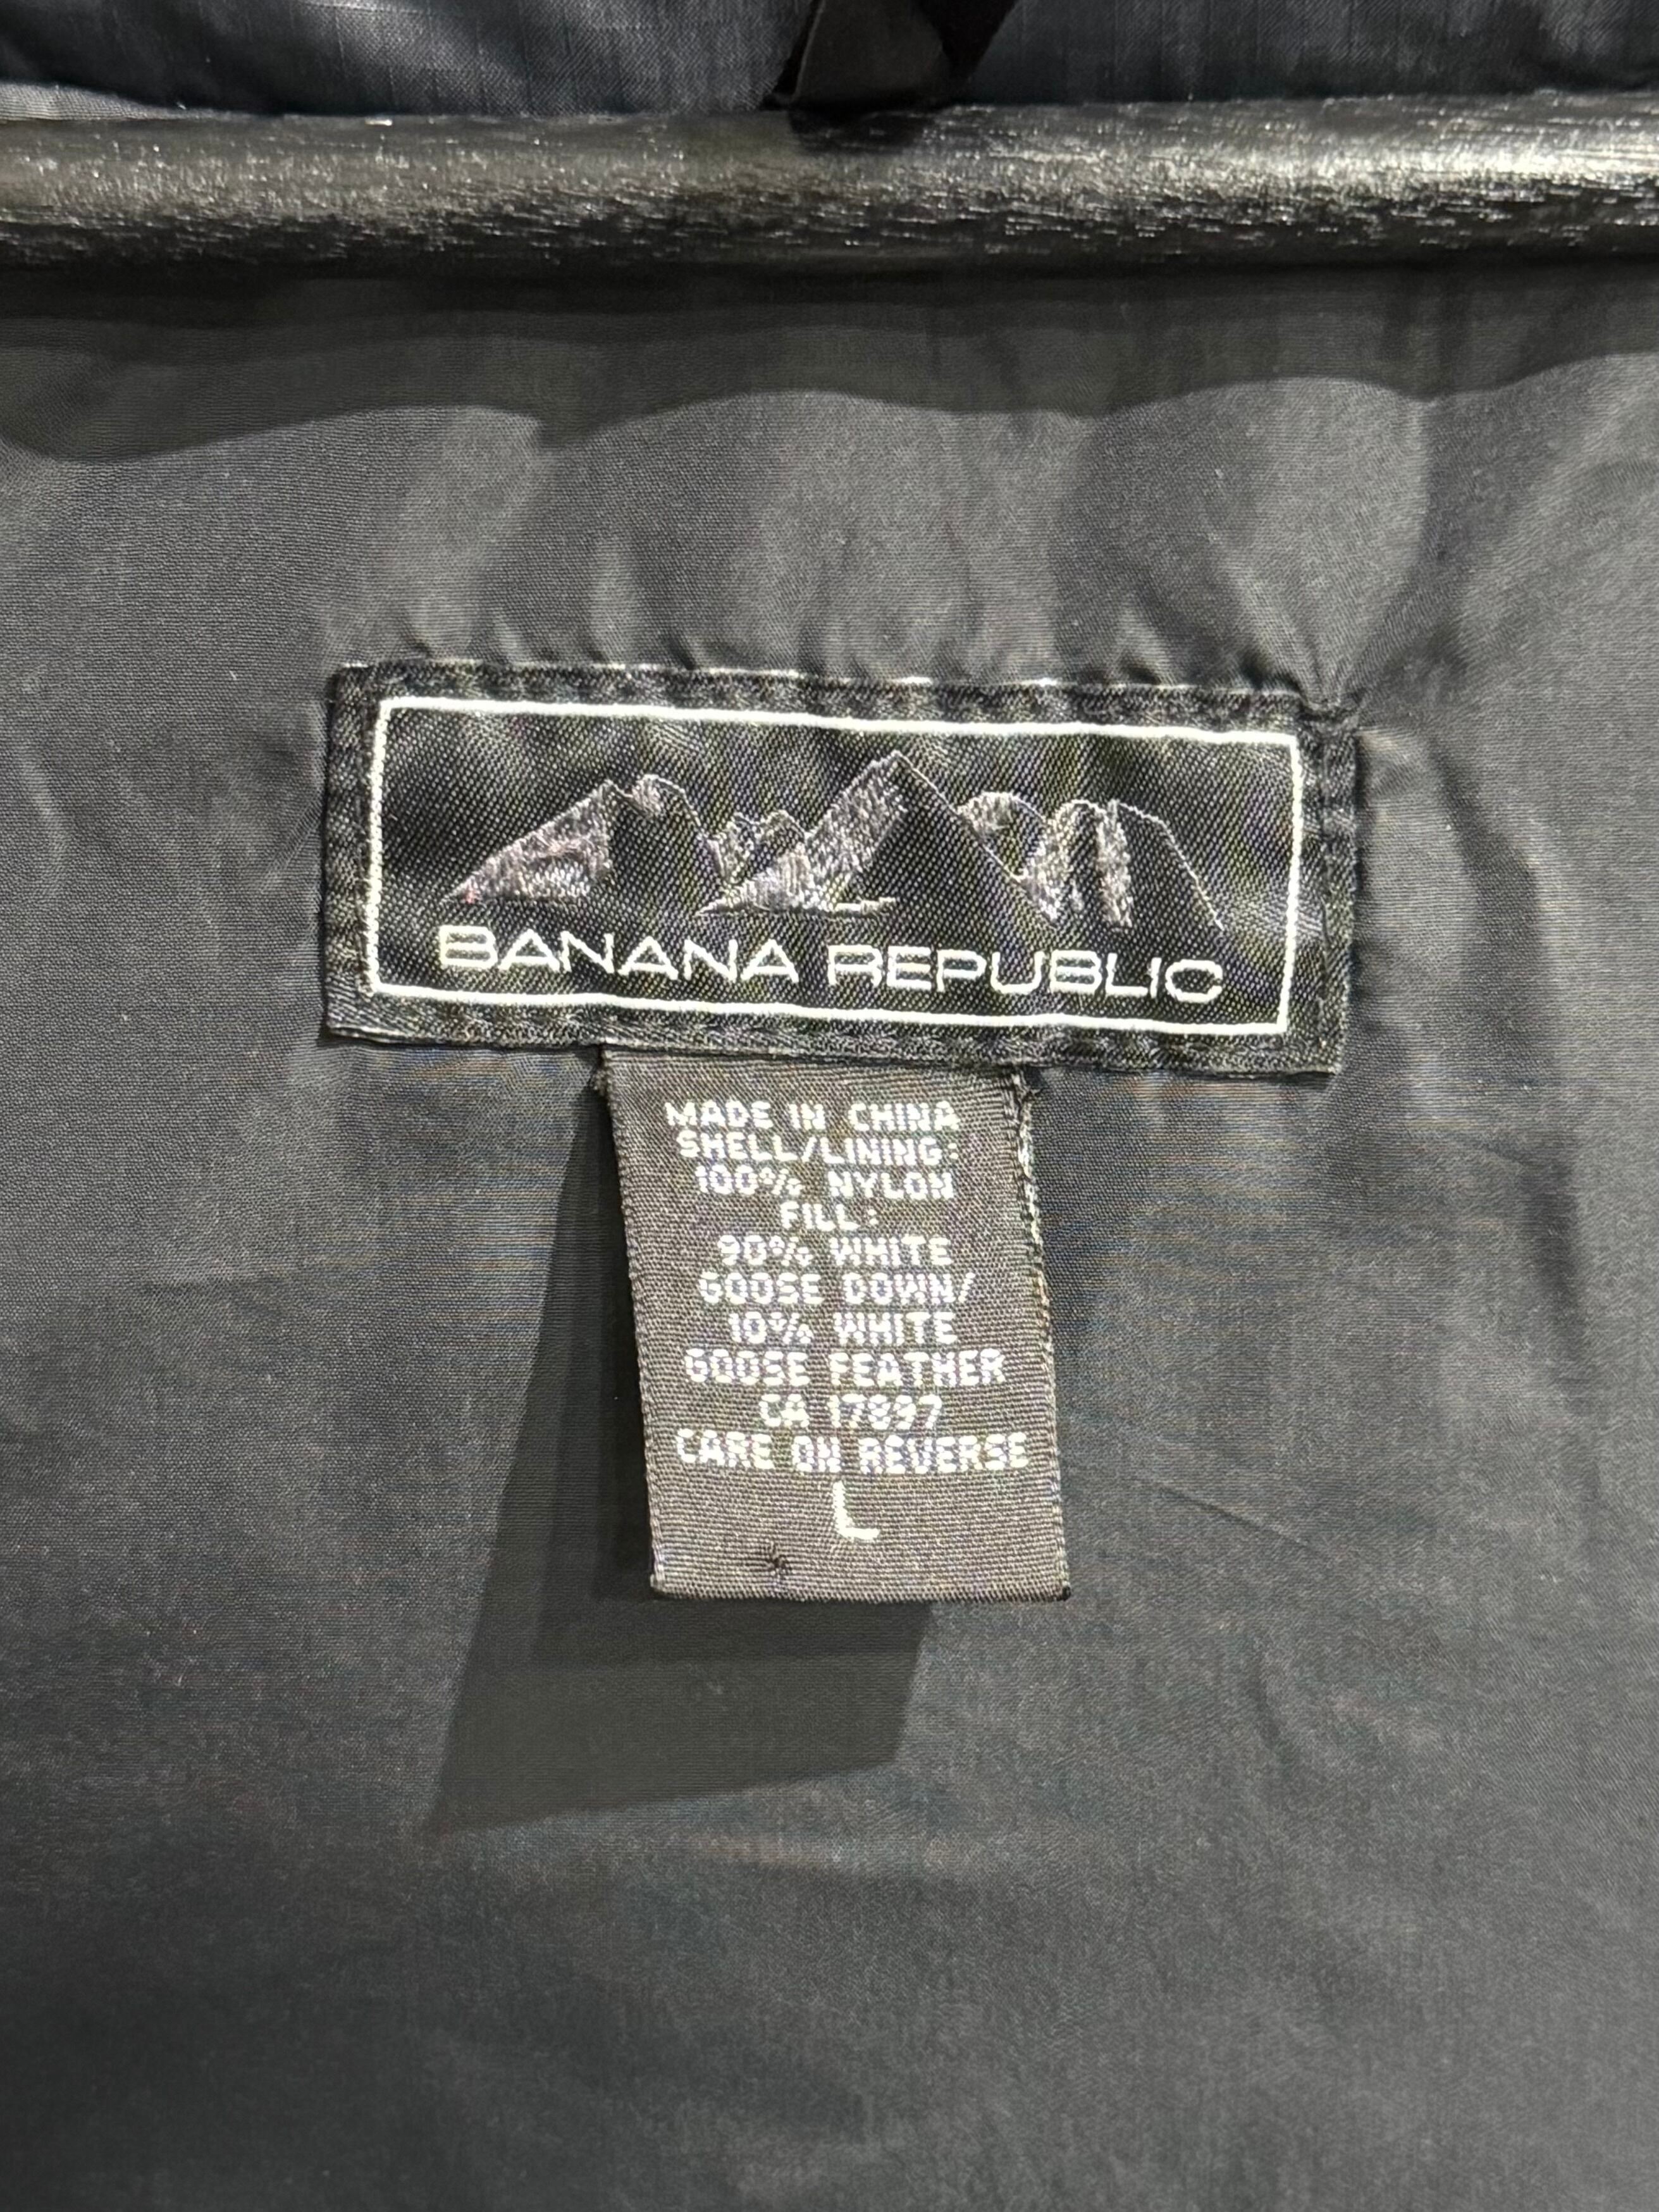 BANANA REPUBLIC
MADE IN CHINA
SHELL/LINING:
100% NYLON
FILL:
90% WHITE
GOOSE DOWN/
10% WHITE
GOOSE FEATHER
CA 17897
CARE ON REVERSE
L